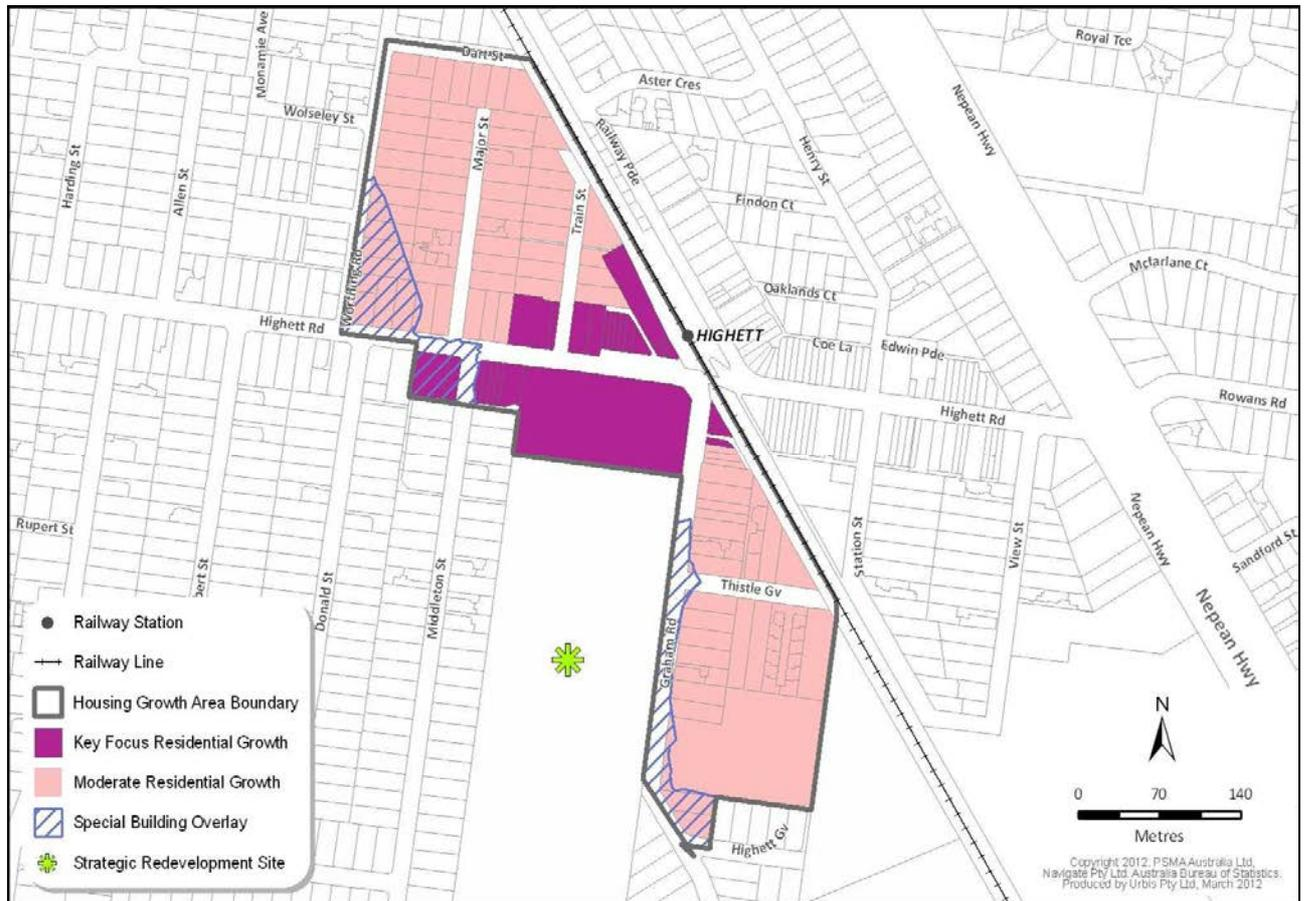 Royal Tce
Monamie Ave
Dart St
Aster Cres
Nepean Hwy
Wolseley St
Major St
Railway Pde
Henry St
Harding St
Allen St
Train St
Findon Ct
Mcfarlane Ct
Worthing Rd
Oaklands Ct
Highett Rd
HIGHETT
Coe La
Edwin Pde
Rowans Rd
Highett Rd
Rupert St
Station St
View St
Nepean Hwy
Sandford St
pert St
Donald St
Middleton St
Thistle Gv
Graham Rd
Nepean Hwy
Highett Gv
Railway Station
Railway Line
Housing Growth Area Boundary
Key Focus Residential Growth
Moderate Residential Growth
Special Building Overlay
Strategic Redevelopment Site
N
0 70 140
Metres
Copyright 2012, PSMA Australia Ltd,
Navigate Pty Ltd. Australia Bureau of Statistics.
Produced by Urbis Pty Ltd, March 2012